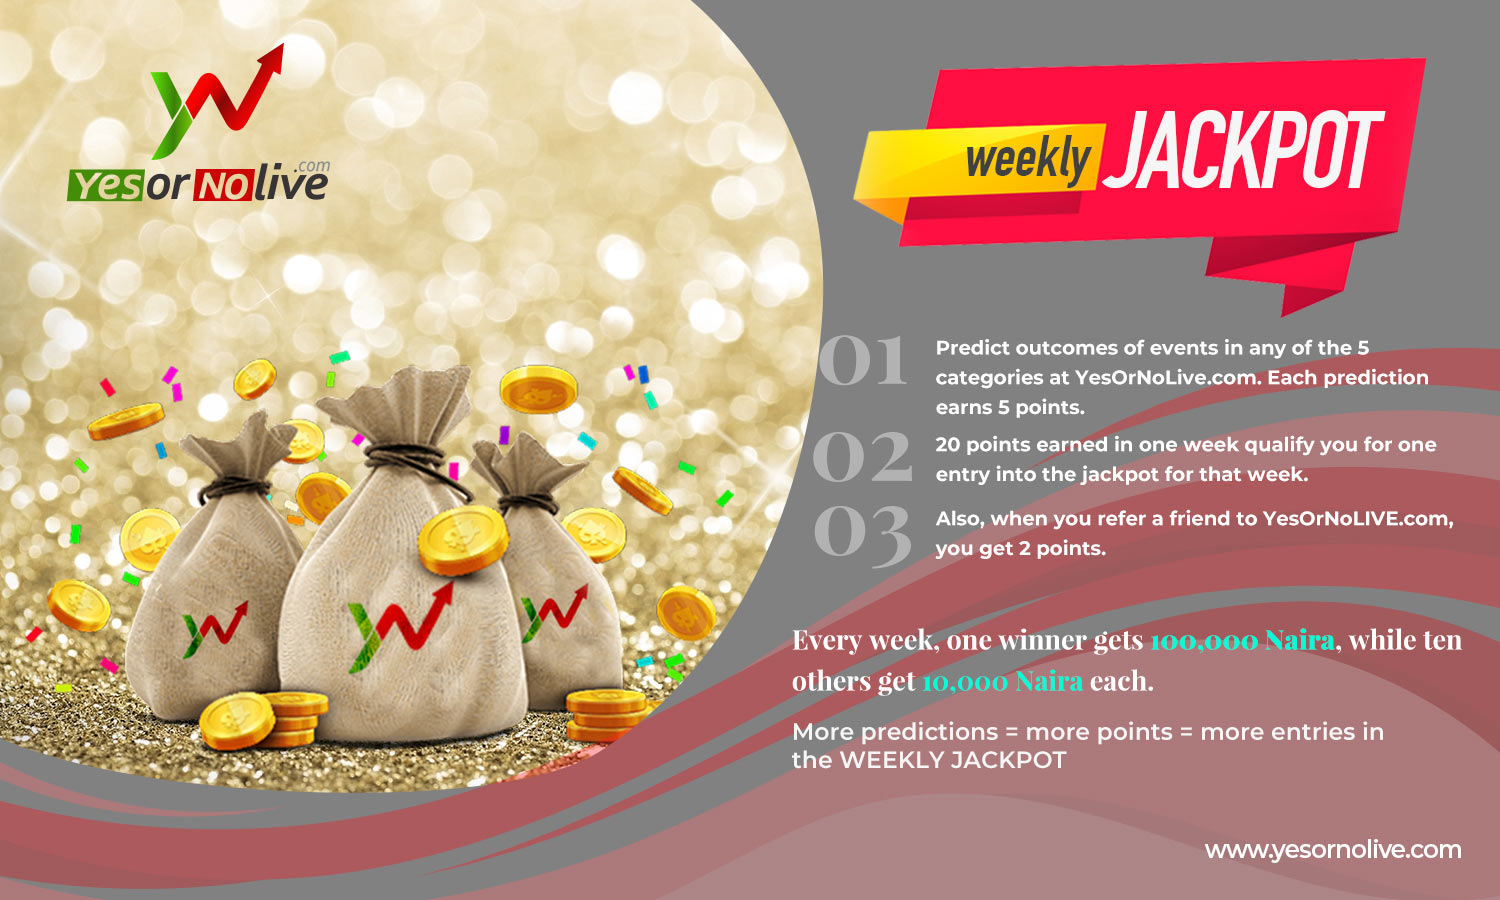 YesorNOlive.com
weekly JACKPOT
01 Predict outcomes of events in any of the 5
categories at YesOrNoLive.com. Each prediction
earns 5 points.
02 20 points earned in one week qualify you for one
entry into the jackpot for that week.
03 Also, when you refer a friend to YesOrNoLIVE.com,
you get 2 points.
Every week, one winner gets 100,000 Naira, while ten
others get 10,000 Naira each.
More predictions = more points = more entries in
the WEEKLY JACKPOT
www.yesornolive.com